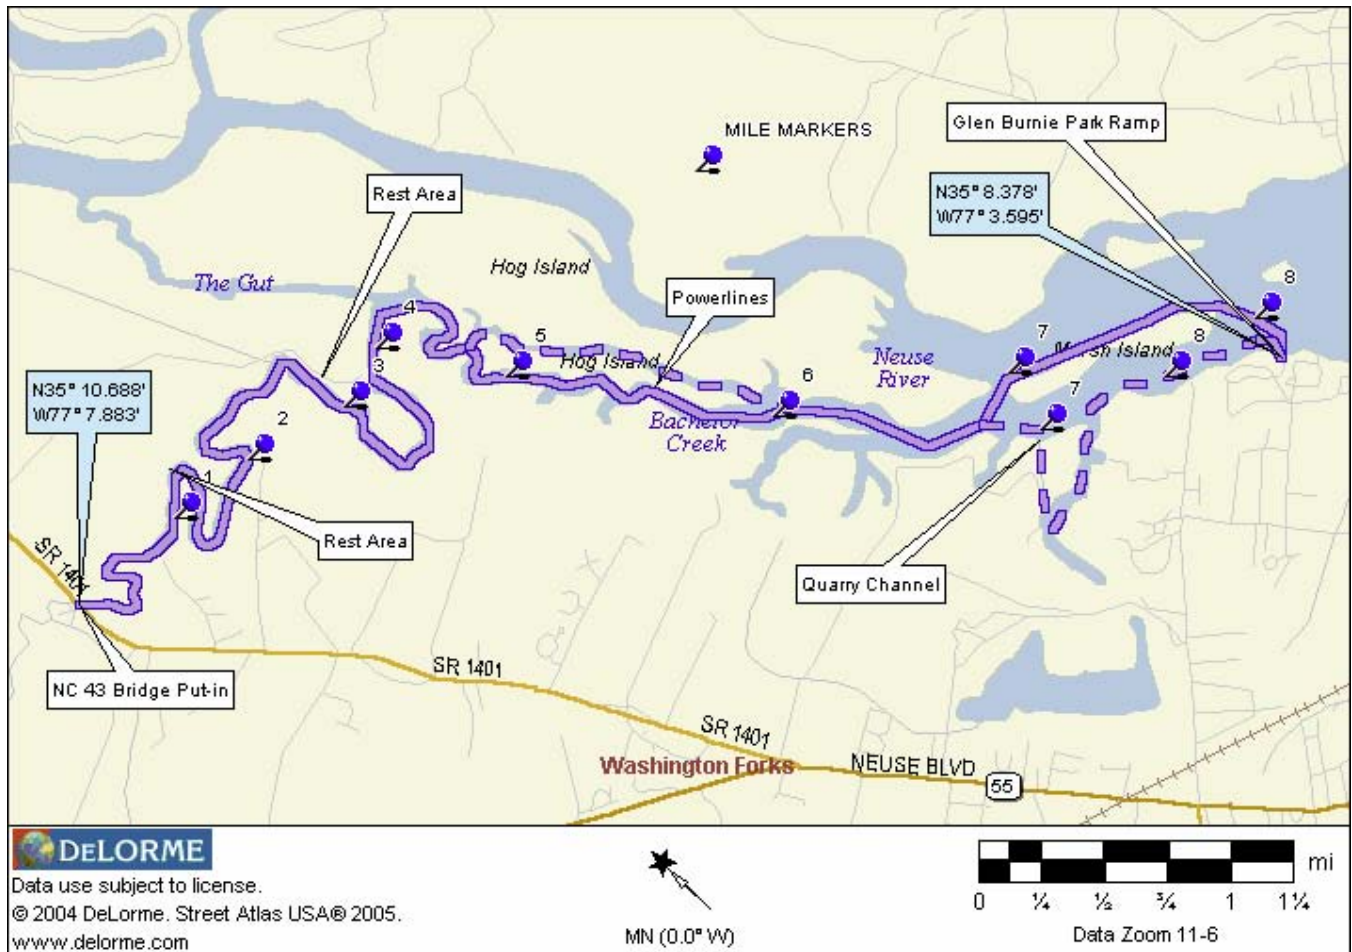 MILE MARKERS
Glen Burnie Park Ramp
Rest Area
N35° 8.378'
W77° 3.595'
Hog Island
The Gut
Powerlines
8
4
5
7
8
Hog Island
Neuse
River
Marsh Island
3
N35° 10.688'
W77° 7.883'
6
7
2
Bachelor
Creek
1
Rest Area
SR 1401
Quarry Channel
NC 43 Bridge Put-in
SR 1401
SR 1401
Washington Forks
NEUSE BLVD
55
DELORME
Data use subject to license.
© 2004 DeLorme. Street Atlas USA® 2005.
www.delorme.com
MN (0.0° W)
mi
0 ¼ ½ ¾ 1 1¼
Data Zoom 11-6